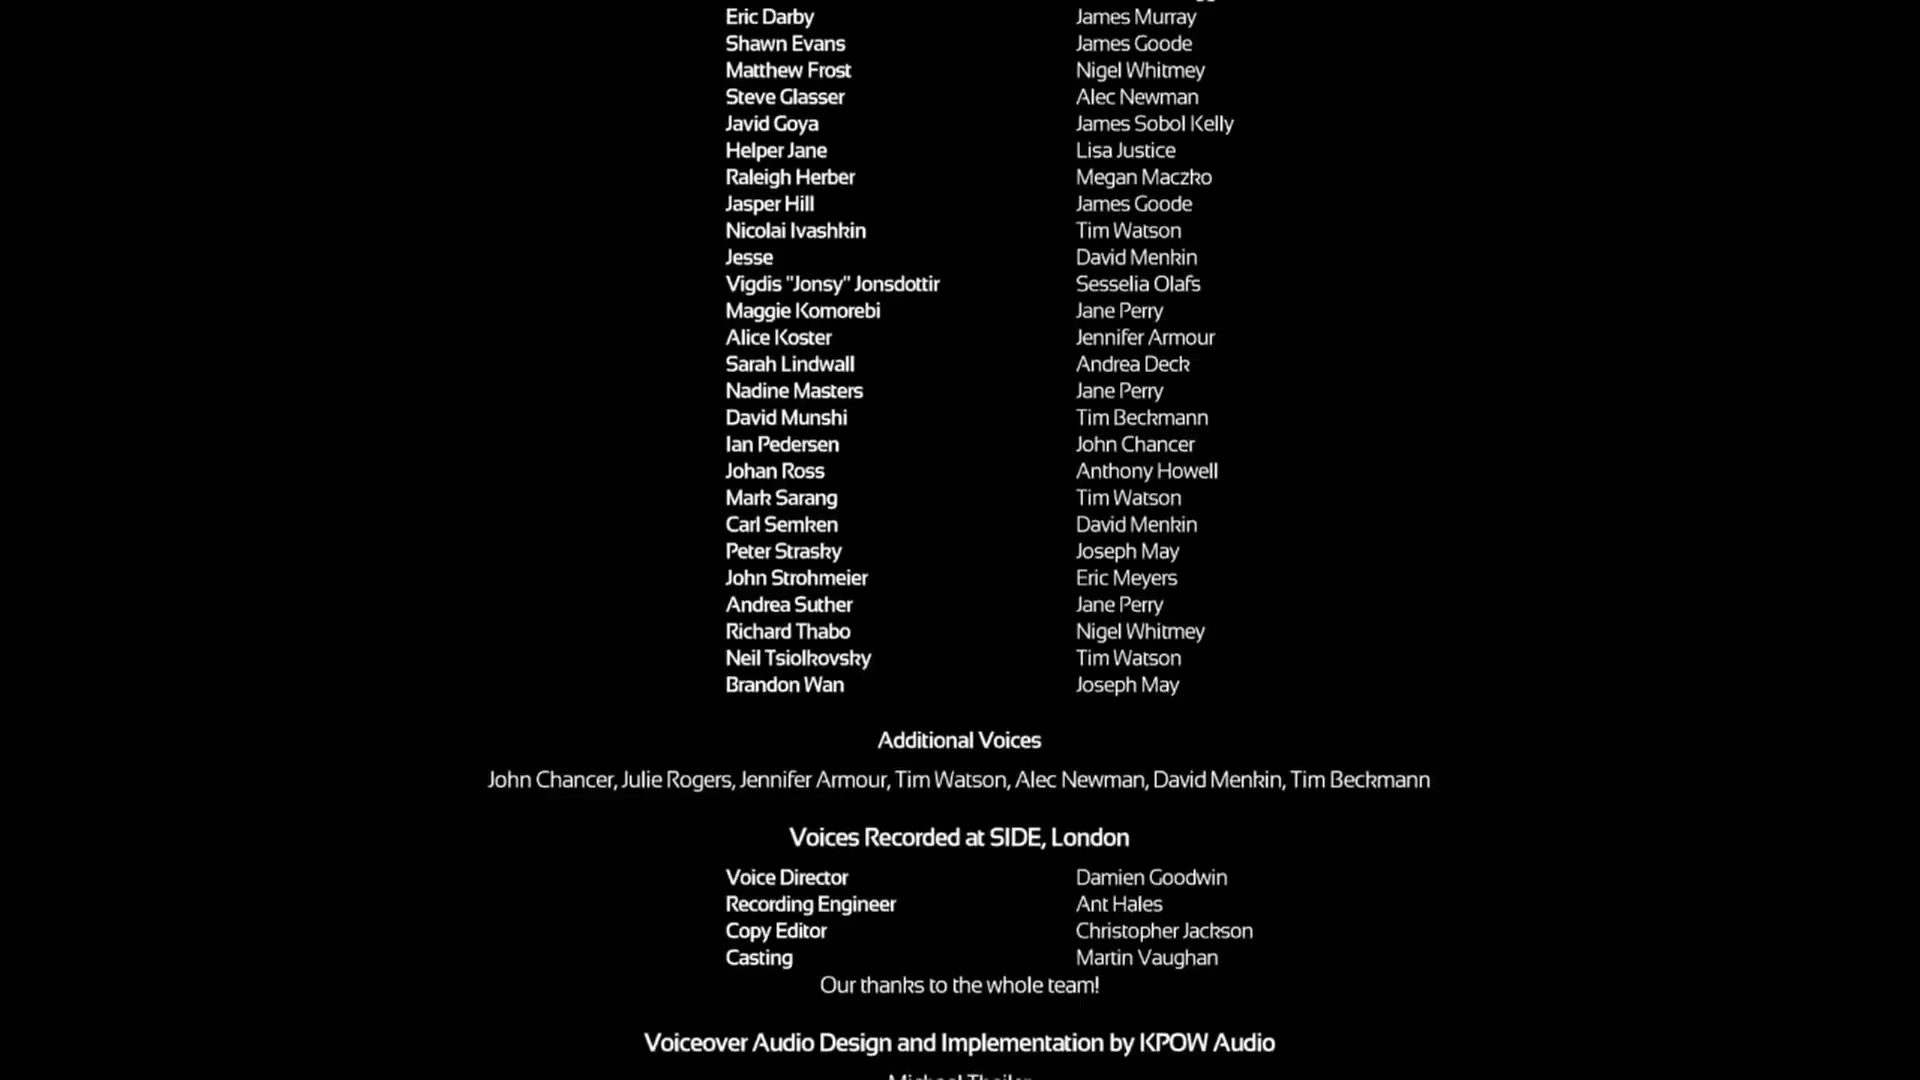 Eric Darby James Murray
Shawn Evans James Goode
Matthew Frost Nigel Whitmey
Steve Glasser Alec Newman
Javid Goya James Sobol Kelly
Helper Jane Lisa Justice
Raleigh Herber Megan Maczko
Jasper Hill James Goode
Nicolai Ivashkin Tim Watson
Jesse David Menkin
Vigdis "Jonsy" Jonsdottir Sesselia Olafs
Maggie Komorebi Jane Perry
Alice Koster Jennifer Armour
Sarah Lindwall Andrea Deck
Nadine Masters Jane Perry
David Munshi Tim Beckmann
Ian Pedersen John Chancer
Johan Ross Anthony Howell
Mark Sarang Tim Watson
Carl Semken David Menkin
Peter Strasky Joseph May
John Strohmeier Eric Meyers
Andrea Suther Jane Perry
Richard Thabo Nigel Whitmey
Neil Tsiolkovsky Tim Watson
Brandon Wan Joseph May
Additional Voices
John Chancer, Julie Rogers, Jennifer Armour, Tim Watson, Alec Newman, David Menkin, Tim Beckmann
Voices Recorded at SIDE, London
Voice Director Damien Goodwin
Recording Engineer Ant Hales
Copy Editor Christopher Jackson
Casting Martin Vaughan
Our thanks to the whole team!
Voiceover Audio Design and Implementation by KPOW Audio
Michael